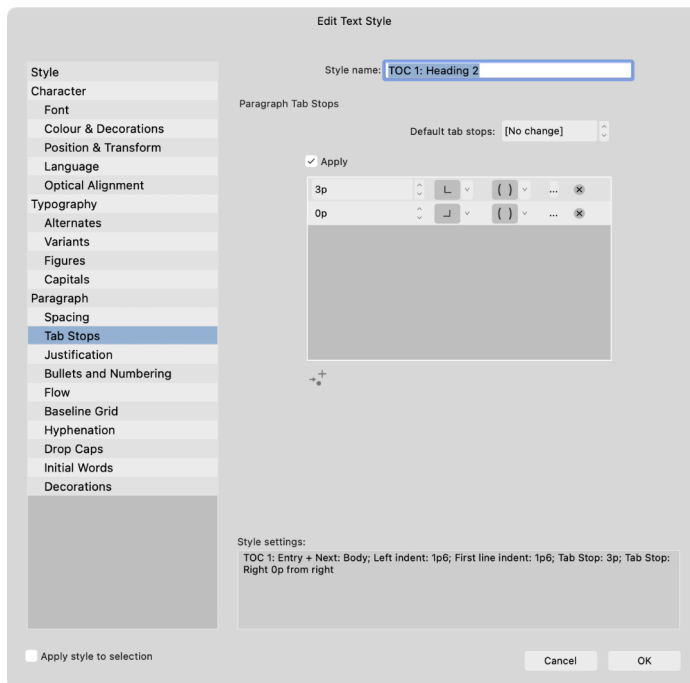 Edit Text Style
Style
Character
Font
Colour & Decorations
Position & Transform
Language
Optical Alignment
Typography
Alternates
Variants
Figures
Capitals
Paragraph
Spacing
Tab Stops
Justification
Bullets and Numbering
Flow
Baseline Grid
Hyphenation
Drop Caps
Initial Words
Decorations
Style name: TOC 1: Heading 2
Paragraph Tab Stops
Default tab stops: [No change]
Apply
3p ( ) ...
0p ( ) ...
Style settings:
TOC 1: Entry + Next: Body; Left indent: 1p6; First line indent: 1p6; Tab Stop: 3p; Tab Stop:
Right 0p from right
Apply style to selection
Cancel OK